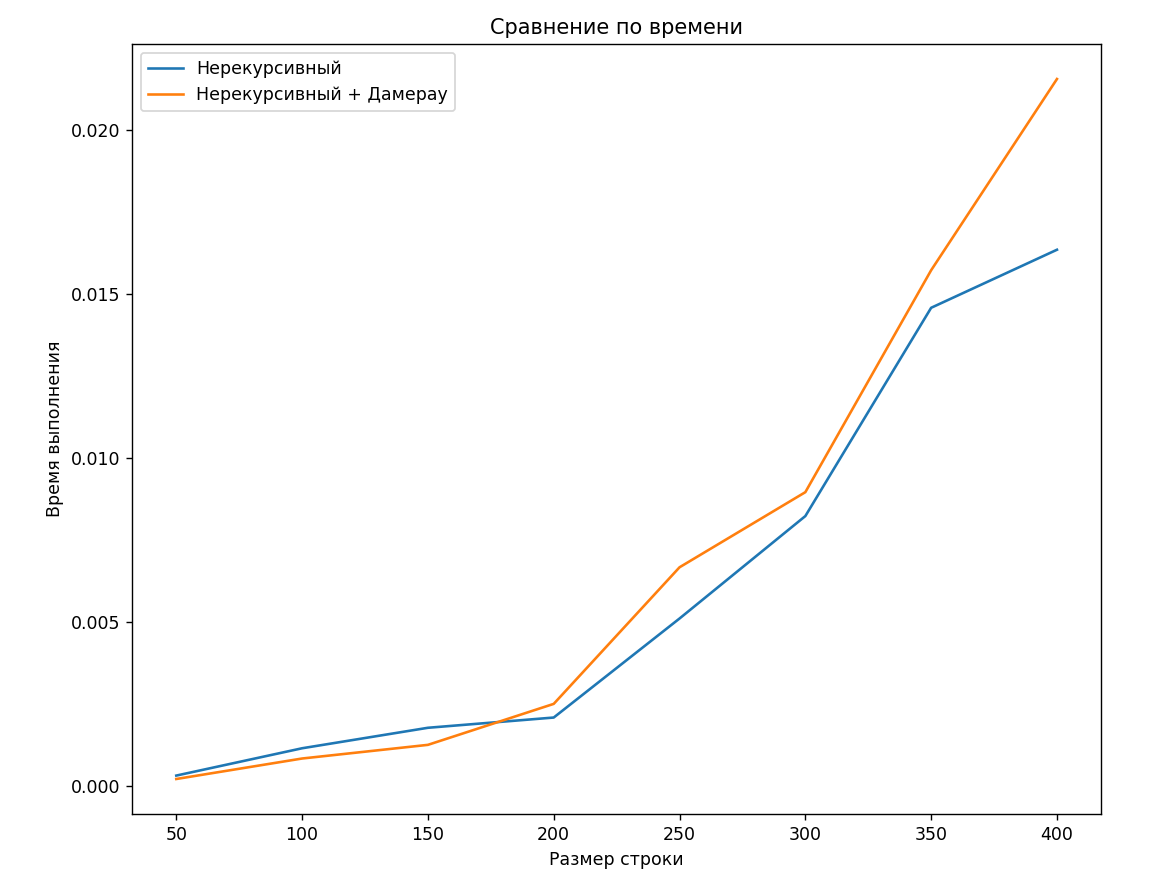 Сравнение по времени
Нерекурсивный
Нерекурсивный + Дамерау
0.020
0.015
0.010
0.005
0.000
Время выполнения
50 100 150 200 250 300 350 400
Размер строки